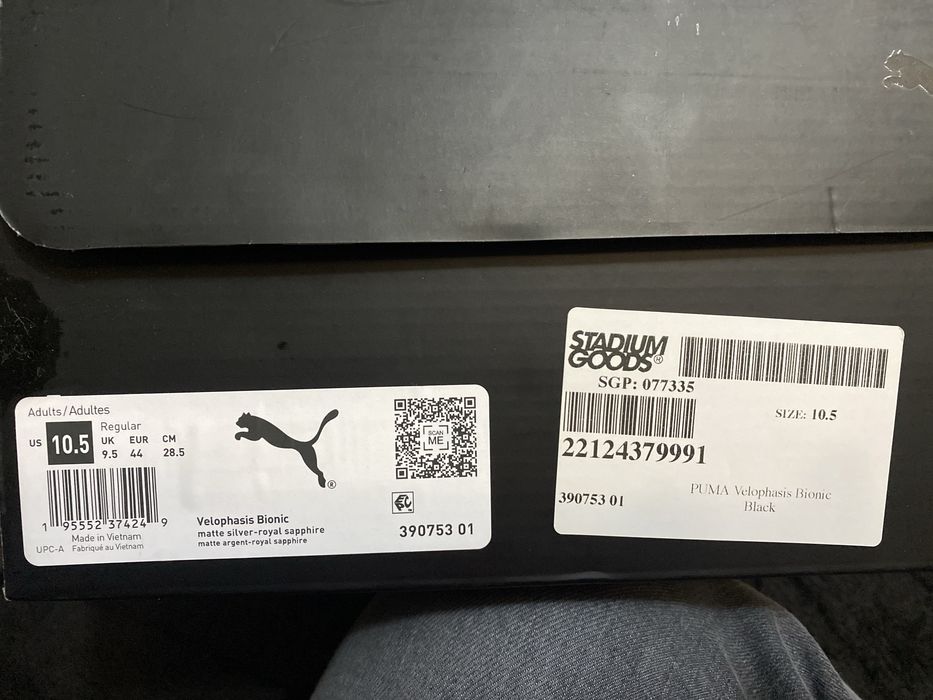 Adults/Adultes
Regular
US 10.5 UK EUR CM
9.5 44 28.5
1 95552 37424 9
Made in Vietnam
UPC-A Fabriqué au Vietnam
Velophasis Bionic
matte silver-royal sapphire
matte argent-royal sapphire
SCAN
ME
390753 01
®
STADIUM
GOODS®
SGP: 077335
SIZE: 10.5
22124379991
390753 01
PUMA Velophasis Bionic
Black